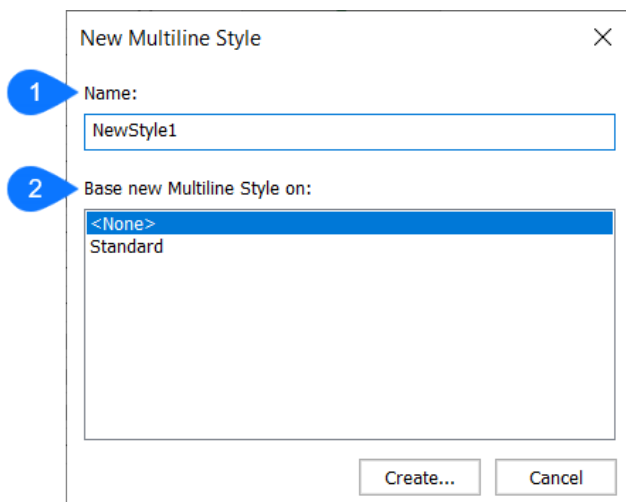 New Multiline Style
1
Name:
NewStyle1
2
Base new Multiline Style on:
<None>
Standard
Create... Cancel